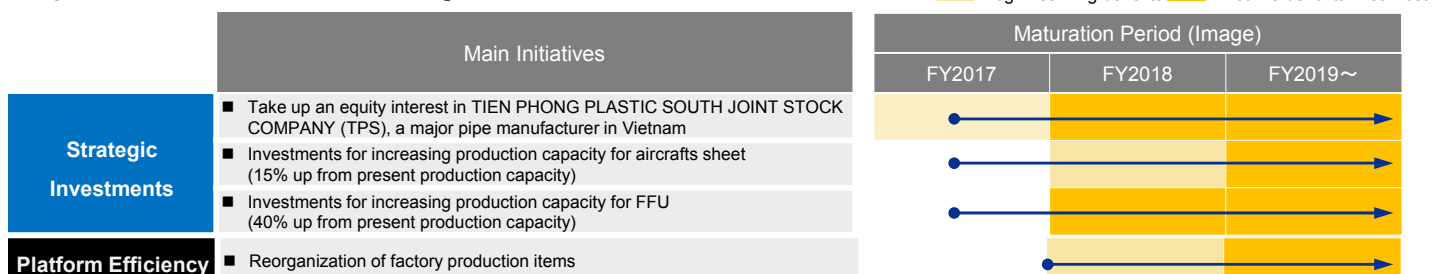 Main Initiatives
Maturation Period (Image)
FY2017
FY2018
FY2019～
Strategic
Investments
■ Take up an equity interest in TIEN PHONG PLASTIC SOUTH JOINT STOCK
COMPANY (TPS), a major pipe manufacturer in Vietnam
■ Investments for increasing production capacity for aircrafts sheet
(15% up from present production capacity)
■ Investments for increasing production capacity for FFU
(40% up from present production capacity)
Platform Efficiency
■ Reorganization of factory production items